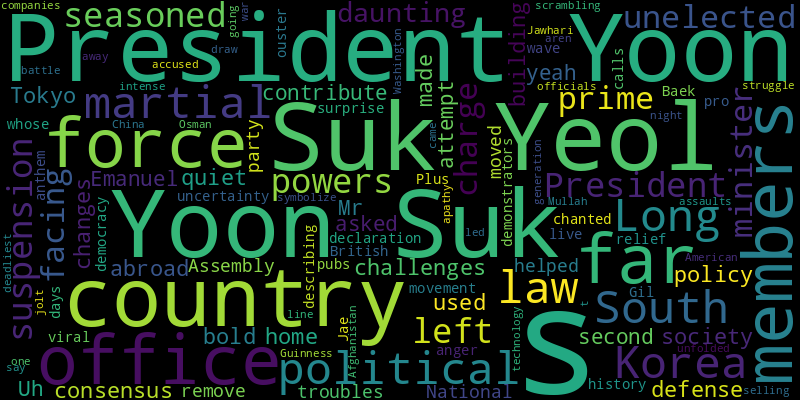 companies
seasoned
daunting
scrambling
unelected
President Yoon
going
war
ouster
Jawhari
aren
wave
draw
away
accused
battle
intense
Washington
building
yeah
calls
officials
struggle
Tokyo
martial
contribute
surprise
made
attempt
charge
prime
Baek
pro
night
whose
China
Osman
force
party
Suk Yeol
camel
moved
demonstrators
minister
members
suspension
anthem
facing
changes
democracy
Emanuel
quiet
uncertainty
symbolize
powers
Plus
apathy
generation
Mullah
President
assaults
Mr
asked
declaration
British
led
chanted
live
Long
Yoon Suk
far
relief
American
abroad
Assembly
pubs
describing
challenges
helped
policy
deadliest
jolt
days
country
movement
used
law
Gil
South
line
Jae
Afghanistan
left
technology
t
S
second
society
viral
bold
home
Guinness
anger
unfolded
one
say
office
political
Korea
history
Uh
consensus
remove
troubles
National
defense
selling